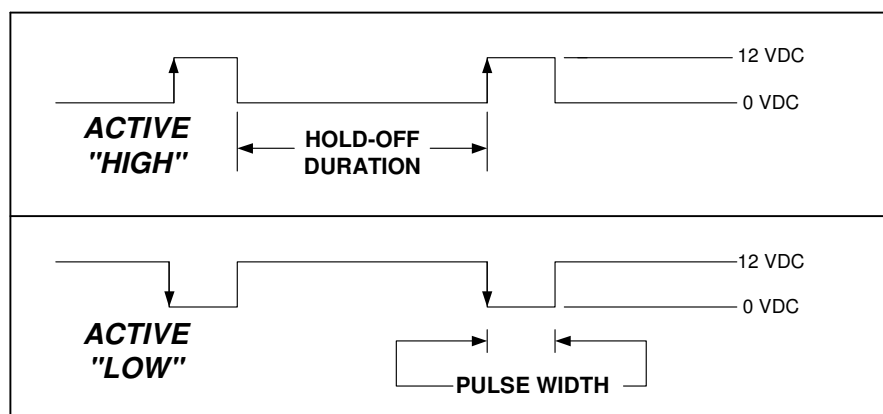 12 VDC
0 VDC
ACTIVE
"HIGH"
HOLD-OFF
DURATION
12 VDC
0 VDC
ACTIVE
"LOW"
PULSE WIDTH